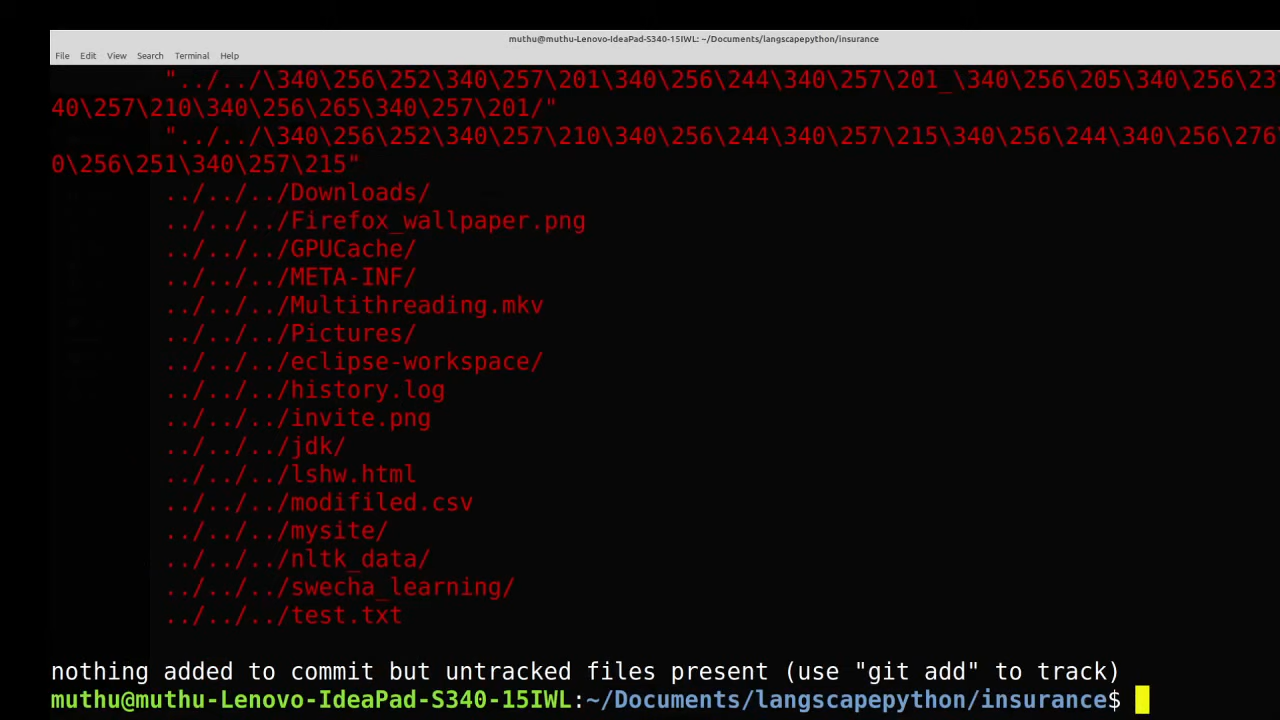 muthu@muthu-Lenovo-IdeaPad-S340-15IWL: ~/Documents/langscapepython/insurance
File Edit View Search Terminal Help
"../../\340\256\252\340\257\201\340\256\244\340\257\201_\340\256\205\340\256\23
40\257\210\340\256\265\340\257\201/"
"../../\340\256\252\340\257\210\340\256\244\340\257\215\340\256\244\340\256\276
0\256\251\340\257\215"
../../../Downloads/
../../../Firefox_wallpaper.png
../../../GPUCache/
../../../META-INF/
../../../Multithreading.mkv
../../../Pictures/
../../../eclipse-workspace/
../../../history.log
../../../invite.png
../../../jdk/
../../../lshw.html
../../../modifiled.csv
../../../mysite/
../../../nltk_data/
../../../swecha_learning/
../../../test.txt
nothing added to commit but untracked files present (use "git add" to track)
muthu@muthu-Lenovo-IdeaPad-S340-15IWL:~/Documents/langscapepython/insurance$